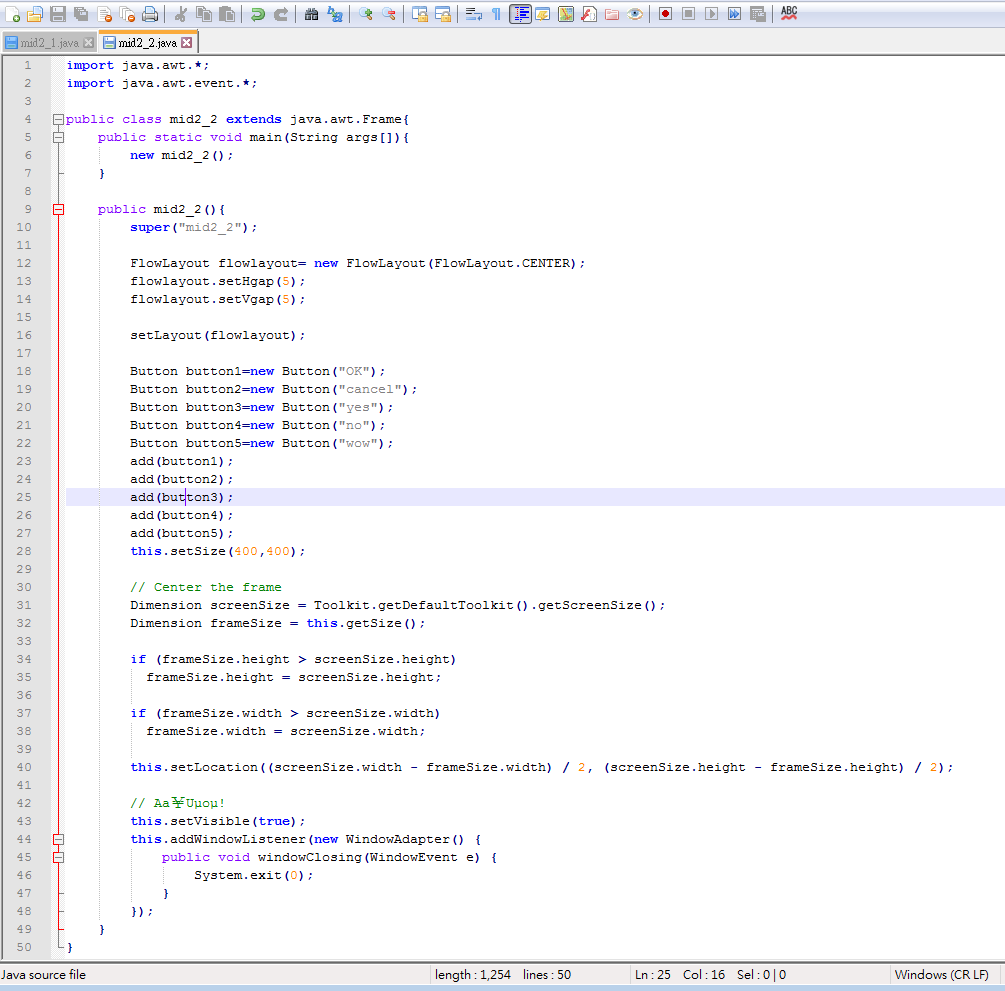 ABC
mid2_1.java mid2_2.java
1 import java.awt.*;
2 import java.awt.event.*;
3
4 public class mid2_2 extends java.awt.Frame{
5     public static void main(String args[]){
6         new mid2_2();
7     }
8
9     public mid2_2(){
10         super("mid2_2");
11
12         FlowLayout flowlayout= new FlowLayout(FlowLayout.CENTER);
13         flowlayout.setHgap(5);
14         flowlayout.setVgap(5);
15
16         setLayout(flowlayout);
17
18         Button button1=new Button("OK");
19         Button button2=new Button("cancel");
20         Button button3=new Button("yes");
21         Button button4=new Button("no");
22         Button button5=new Button("wow");
23         add(button1);
24         add(button2);
25         add(button3);
26         add(button4);
27         add(button5);
28         this.setSize(400,400);
29
30         // Center the frame
31         Dimension screenSize = Toolkit.getDefaultToolkit().getScreenSize();
32         Dimension frameSize = this.getSize();
33
34         if (frameSize.height > screenSize.height)
35           frameSize.height = screenSize.height;
36
37         if (frameSize.width > screenSize.width)
38           frameSize.width = screenSize.width;
39
40         this.setLocation((screenSize.width - frameSize.width) / 2, (screenSize.height - frameSize.height) / 2);
41
42         // Aa¥Uµoµ!
43         this.setVisible(true);
44         this.addWindowListener(new WindowAdapter() {
45             public void windowClosing(WindowEvent e) {
46                 System.exit(0);
47             }
48         });
49     }
50 }
Java source file length : 1,254 lines : 50 Ln : 25 Col : 16 Sel : 0 | 0 Windows (CR LF)